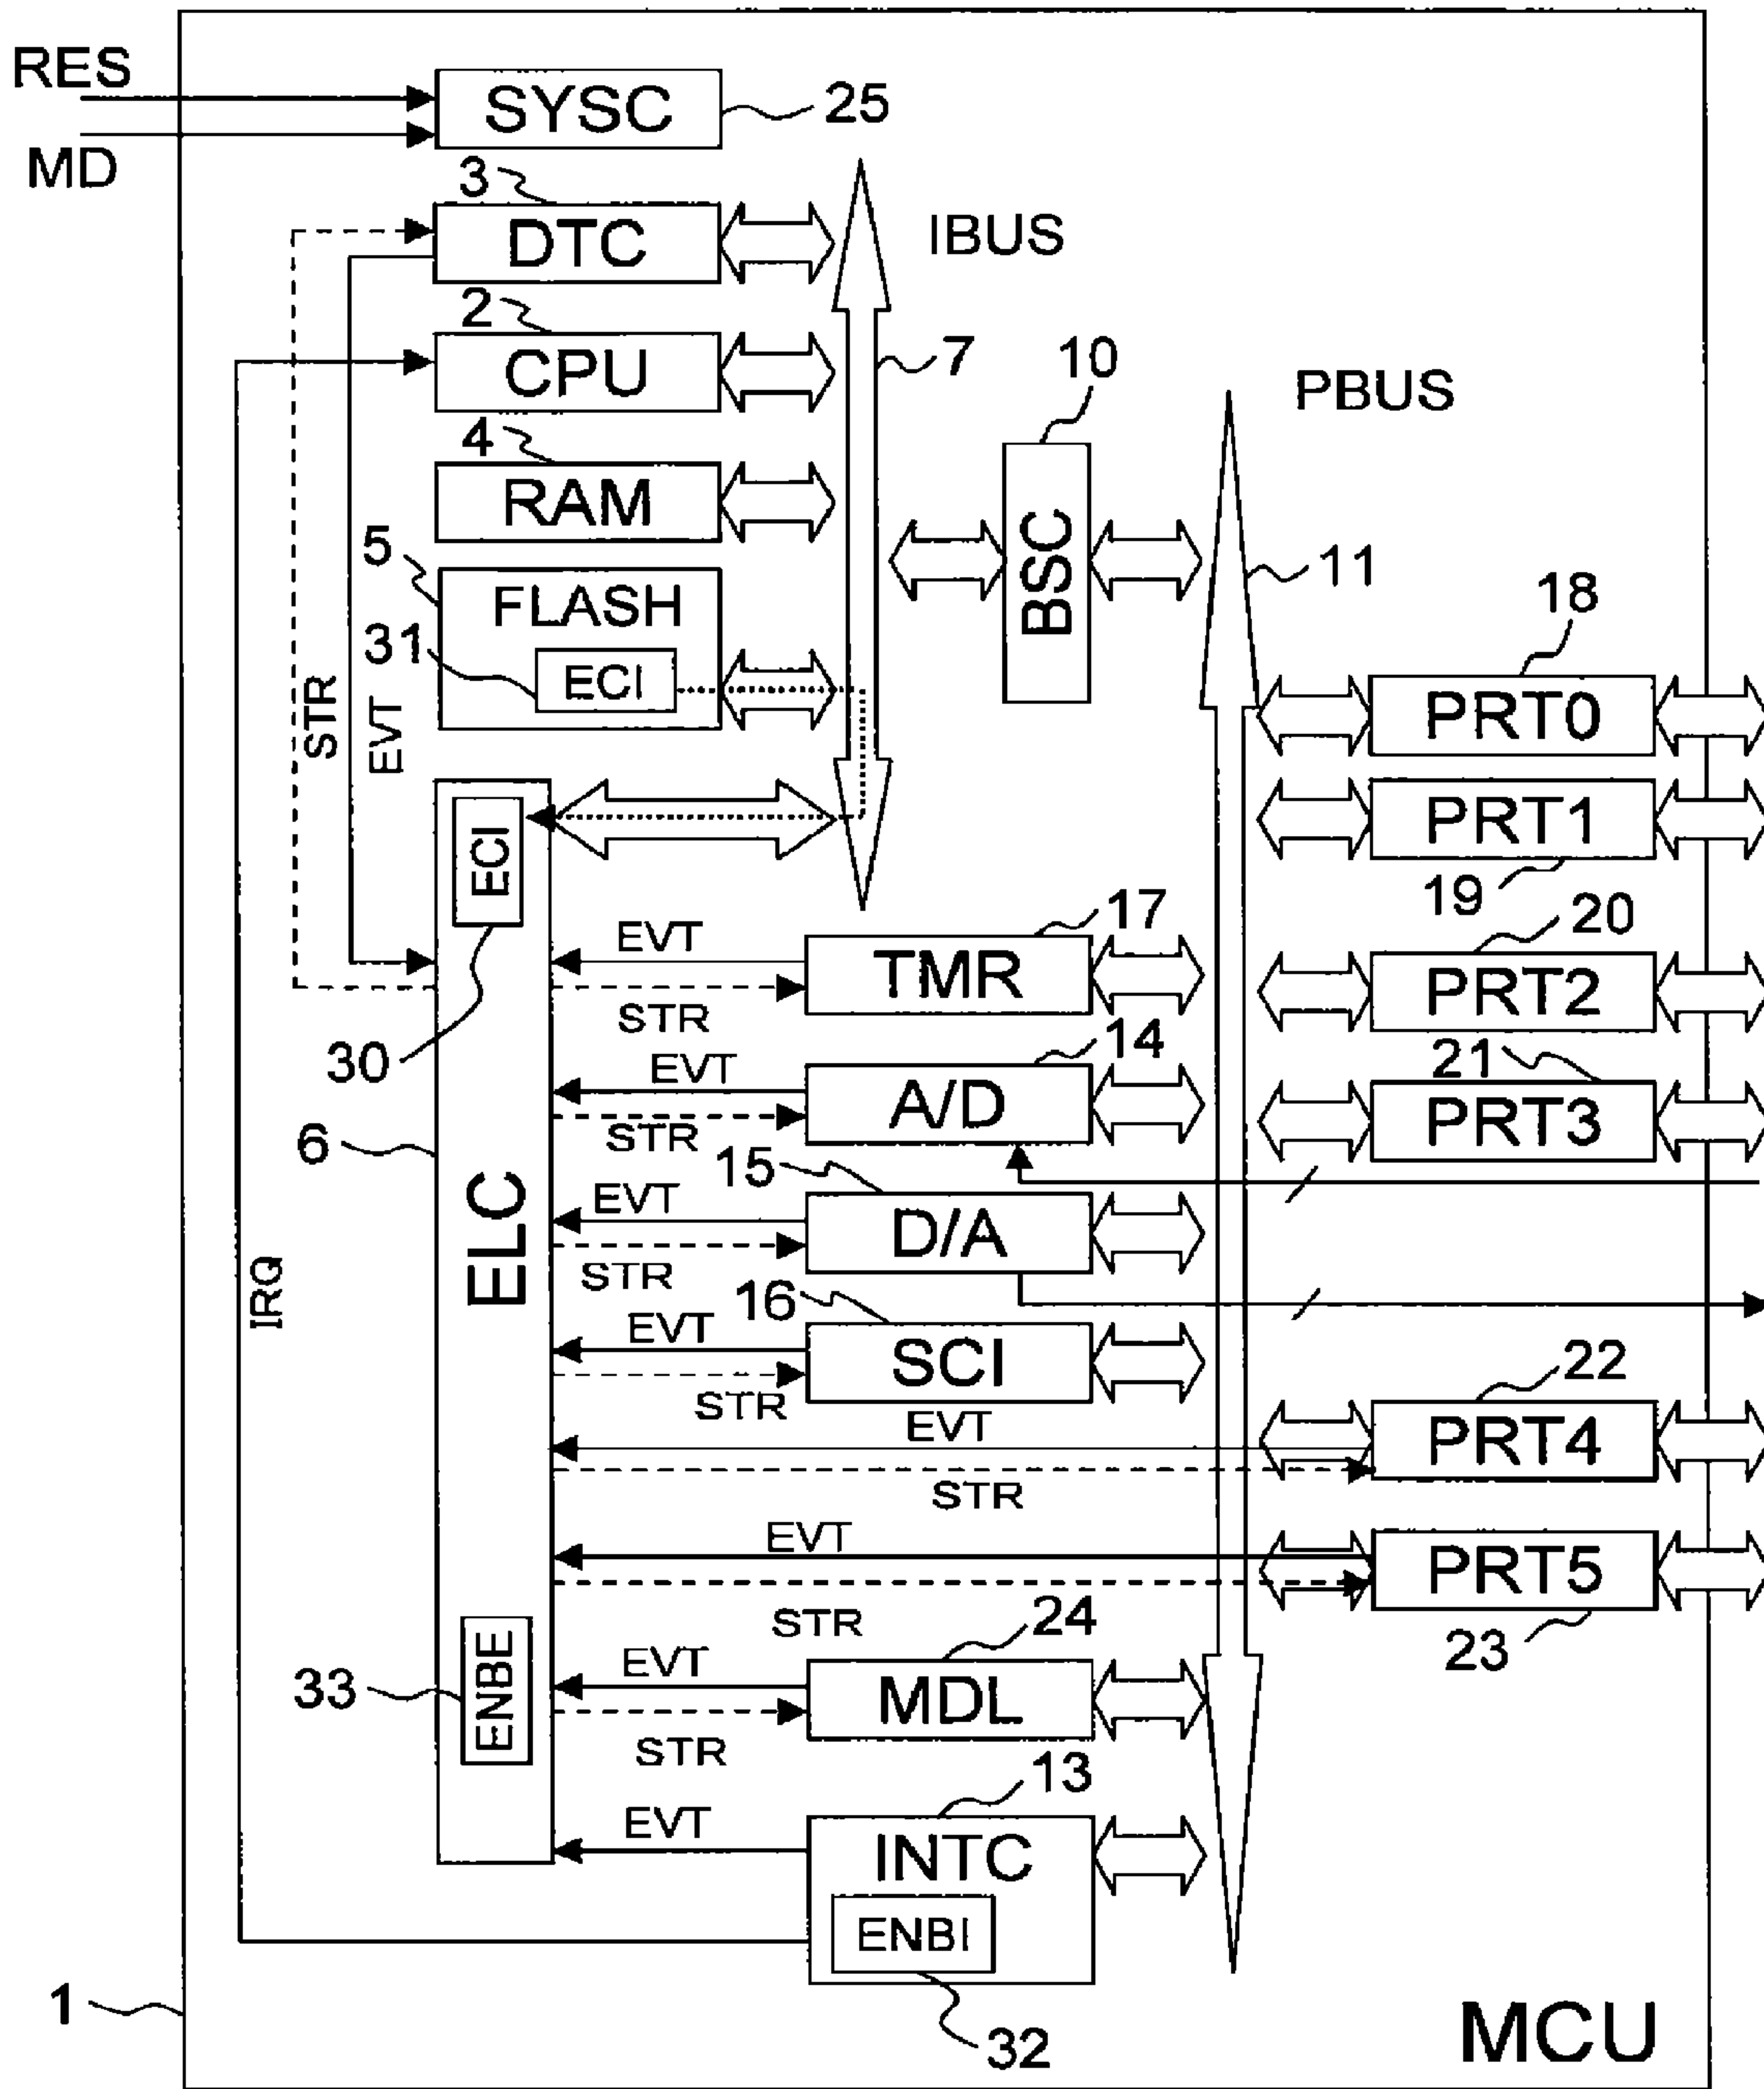 RES
SYSC
25
MD
3
DTC
IBUS
2
CPU
7
10
PBUS
4
RAM
BSC
11
5
FLASH
31
ECI
18
PRT0
STR
EVT
PRT1
19
ECI
17
20
EVT
TMR
PRT2
STR
30
14
21
EVT
A/D
PRT3
STR
6
15
ELC
EVT
D/A
STR
IRQ
16
EVT
SCI
22
STR
EVT
PRT4
STR
EVT
PRT5
STR
24
23
33
ENBE
EVT
MDL
STR
13
EVT
INTC
ENBI
1
32
MCU